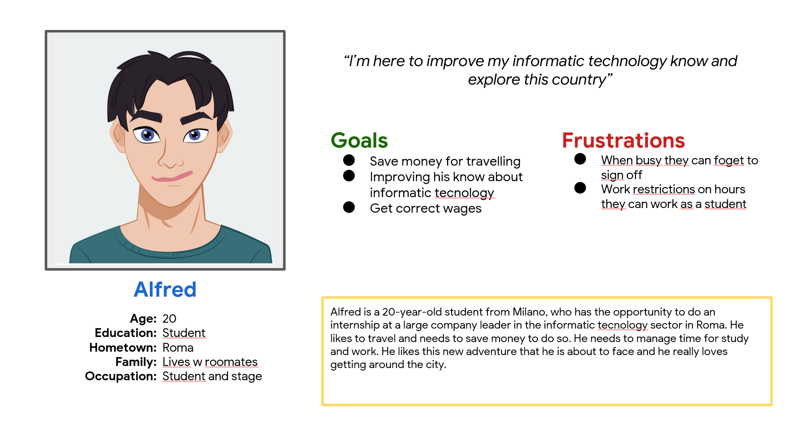 “I’m here to improve my informatic technology know and
explore this country”
Goals
Save money for travelling
Improving his know about
informatic tecnology
Get correct wages
Frustrations
When busy they can foget to
sign off
Work restrictions on hours
they can work as a student
Alfred
Age: 20
Education: Student
Hometown: Roma
Family: Lives w roomates
Occupation: Student and stage
Alfred is a 20-year-old student from Milano, who has the opportunity to do an
internship at a large company leader in the informatic tecnology sector in Roma. He
likes to travel and needs to save money to do so. He needs to manage time for study
and work. He likes this new adventure that he is about to face and he really loves
getting around the city.